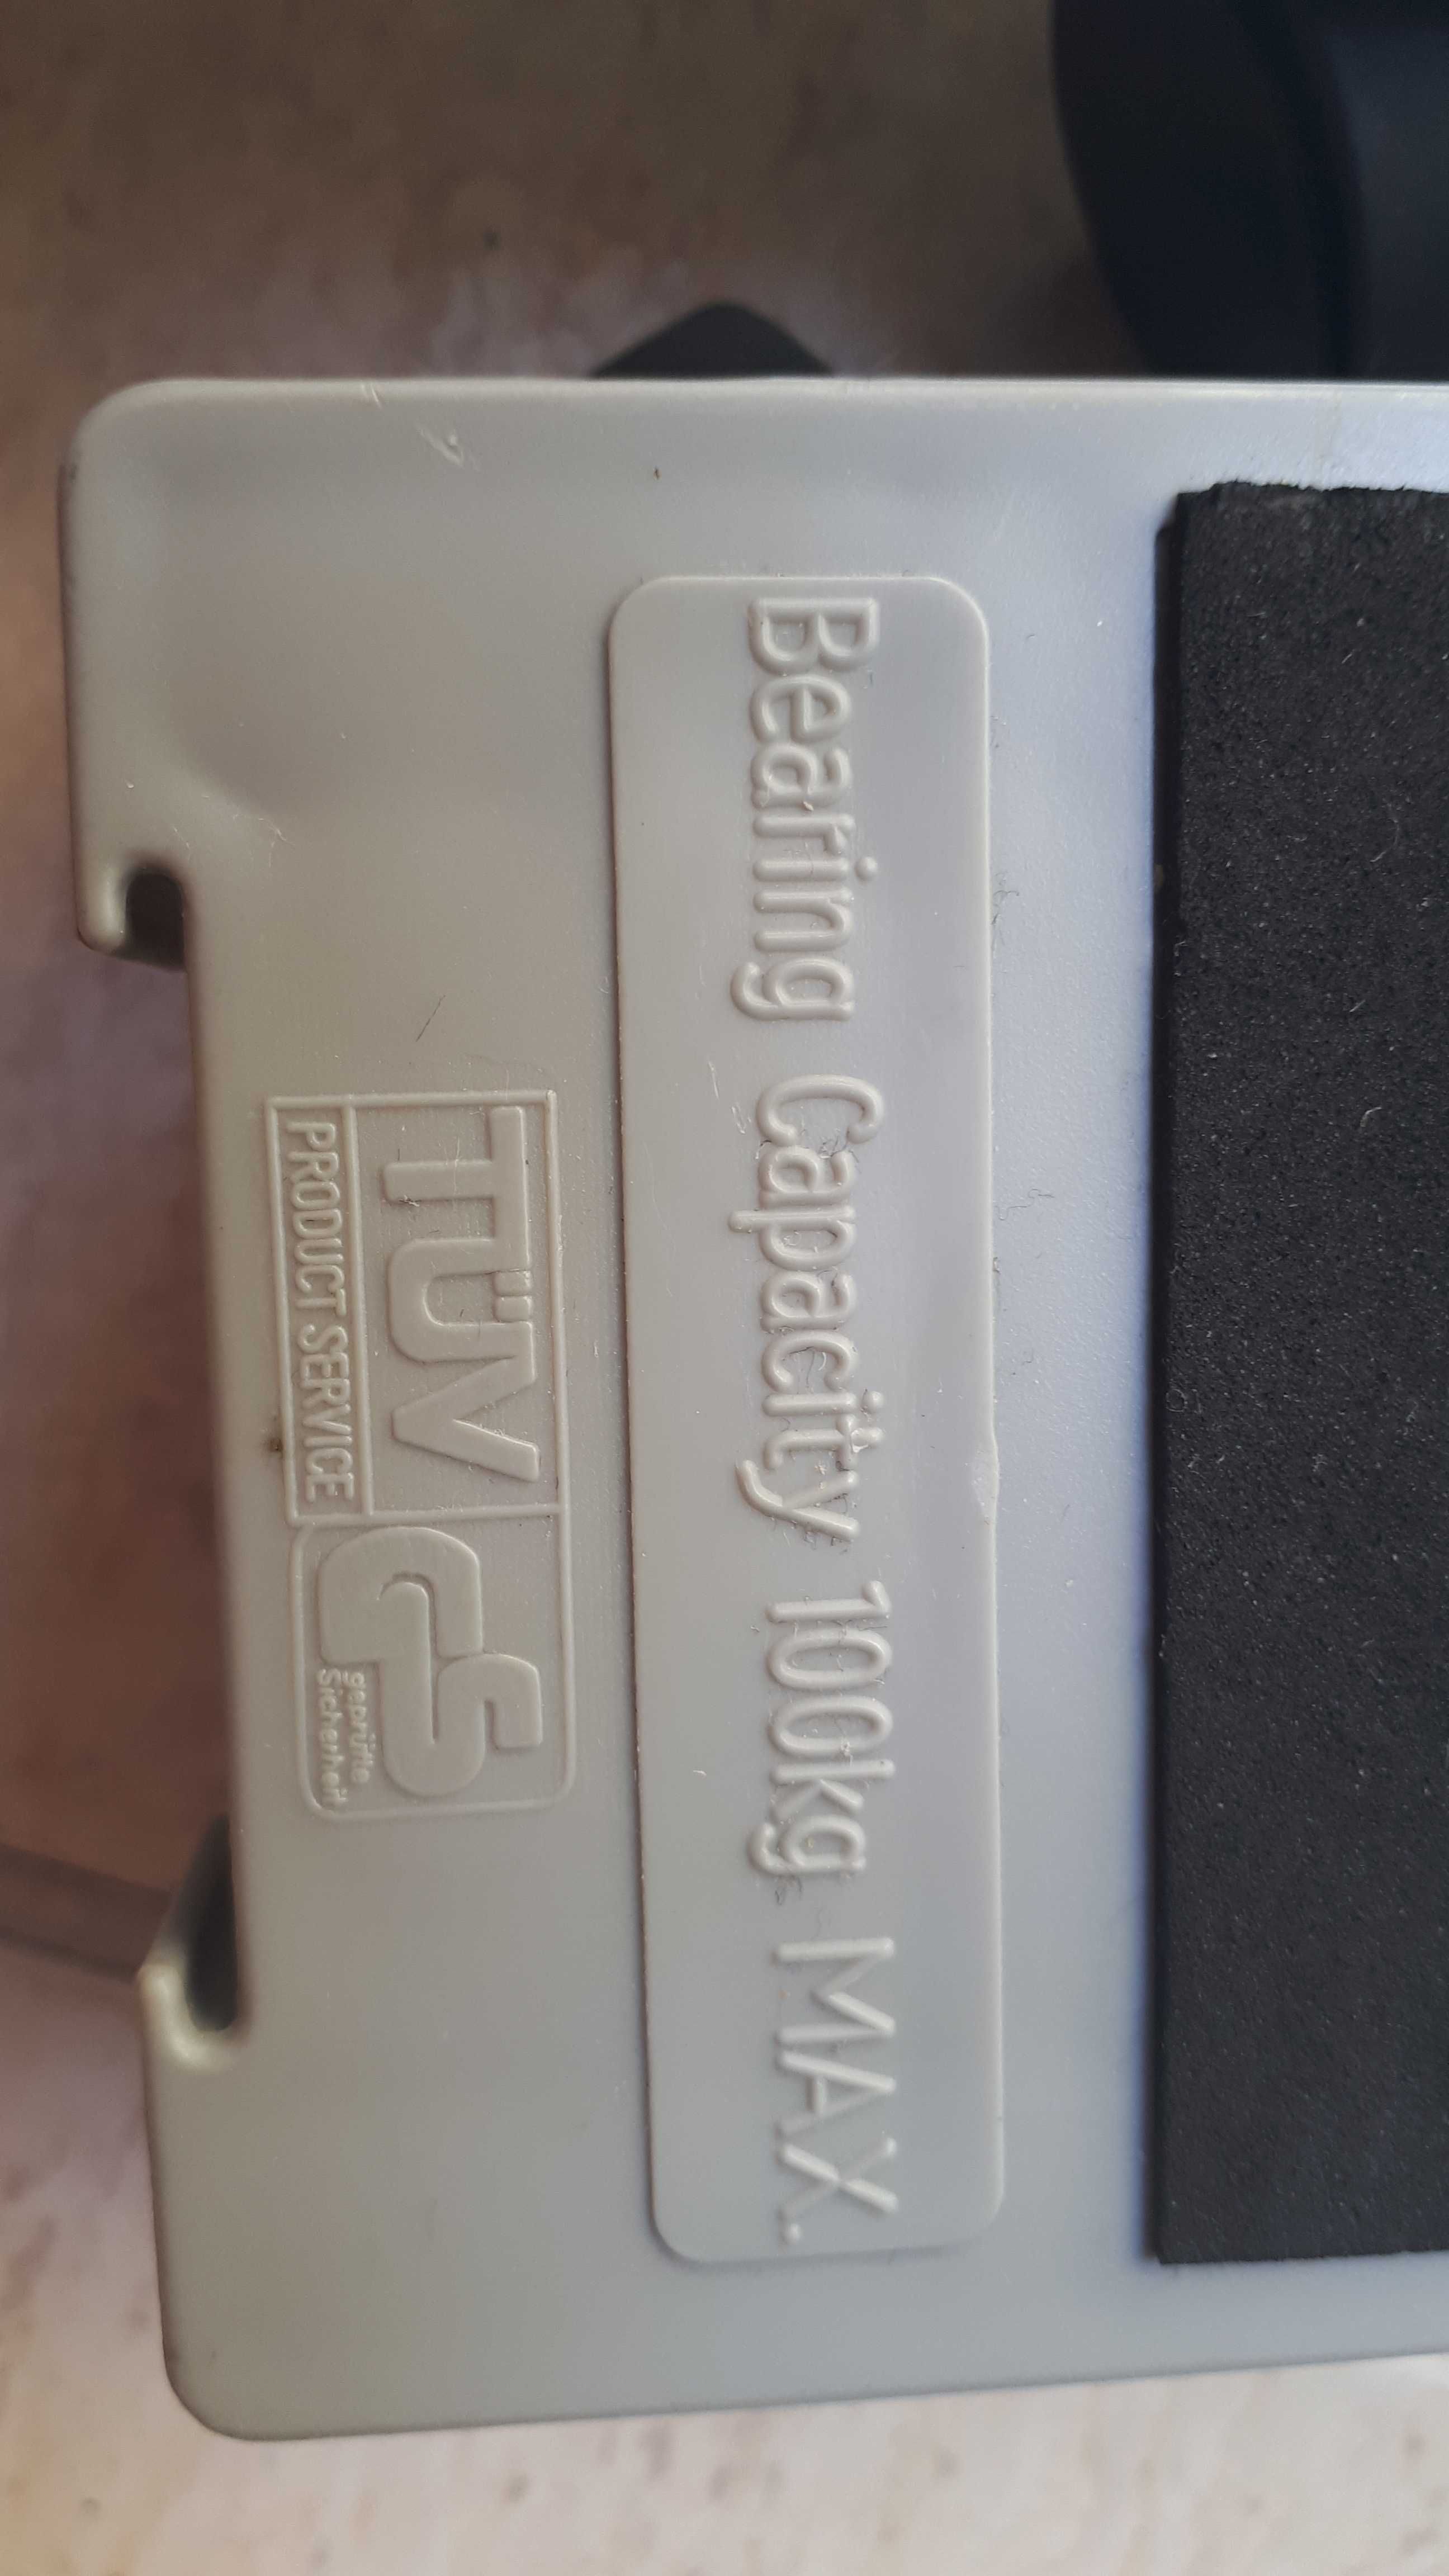 Bearing Capacity 100kg MAX.
TÜV GS
PRODUCT SERVICE
geprüfte
Sicherheit